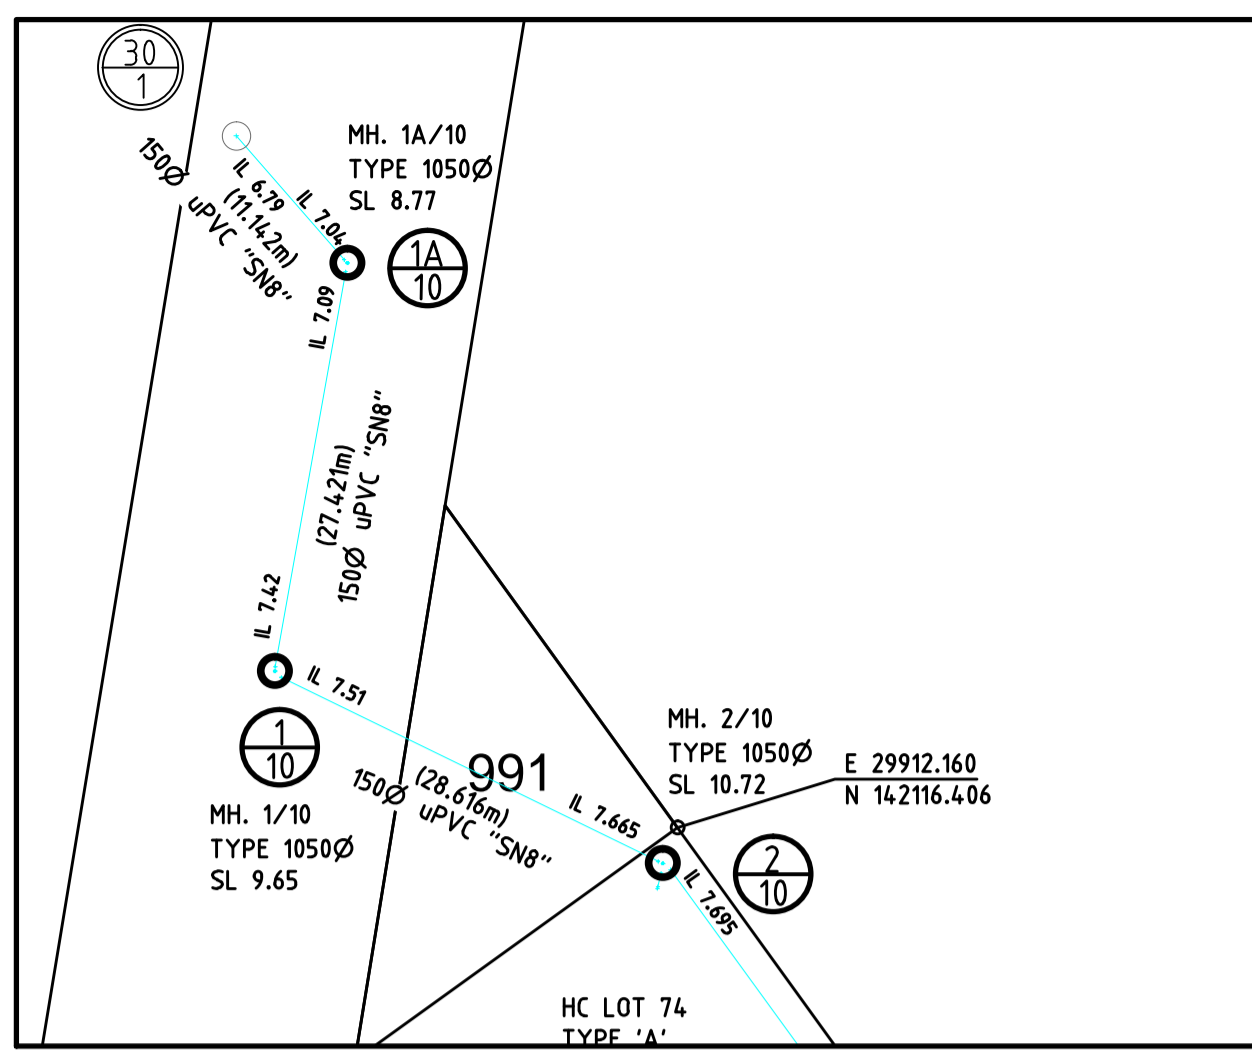 30
1
MH. 1A/10
TYPE 1050Ø
SL 8.77
150Ø uPVC "SN8"
IL 6.79
(11.142m)
IL 7.04
1A
10
IL 7.09
(27.421m)
150Ø uPVC "SN8"
IL 7.42
IL 7.51
1
10
MH. 1/10
TYPE 1050Ø
SL 9.65
991
(28.616m)
150Ø uPVC "SN8"
IL 7.665
MH. 2/10
TYPE 1050Ø
SL 10.72
E 29912.160
N 142116.406
2
10
IL 7.695
HC LOT 74
TYPE 'A'